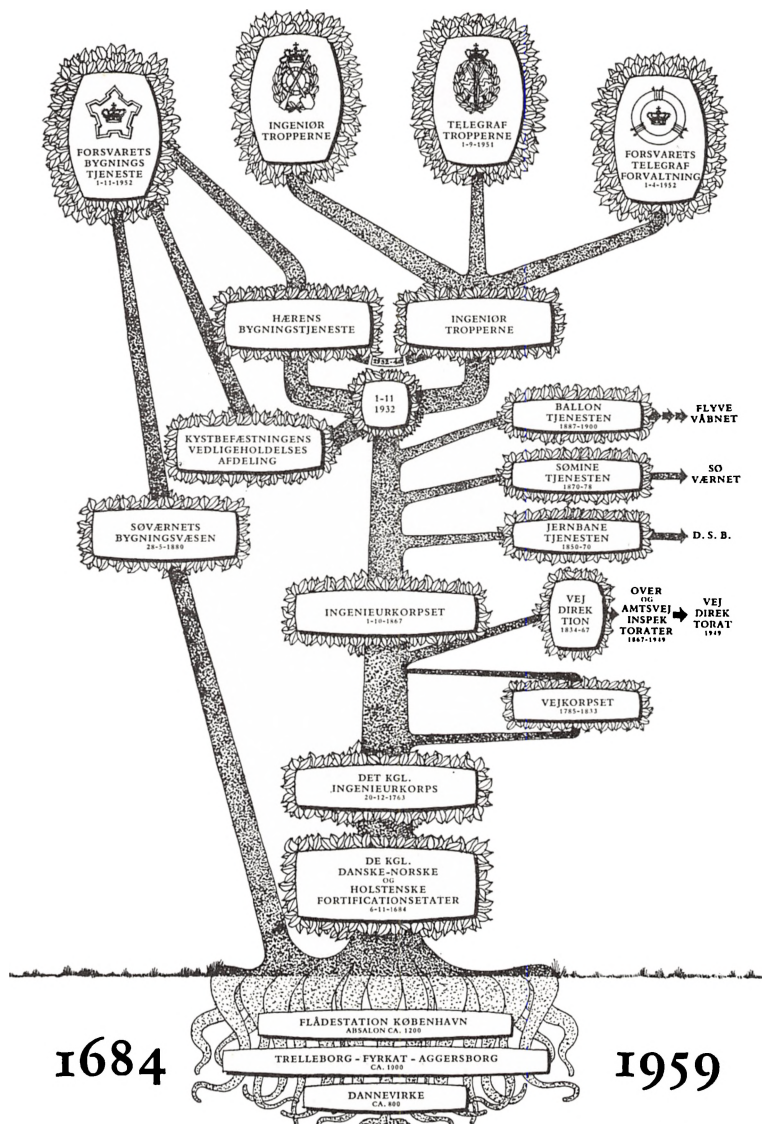 INGENIØR
TROPPERNE
TELEGRAF
TROPPERNE
1-9-1951
FORSVARETS
BYGNINGS
TJENESTE
1-11-1952
FORSVARETS
TELEGRAF
FORVALTNING
1-4-1952
HÆRENS
BYGNINGSTJENESTE
INGENIØR
TROPPERNE
1-11
1932
KYSTBEFÆSTNINGENS
VEDLIGEHOLDELSES
AFDELING
BALLON
TJENESTEN
1887-1900
FLYVE
VÅBNET
SØMINE
TJENESTEN
1870-78
SØ
VÆRNET
SØVÆRNETS
BYGNINGSVÆSEN
28-5-1880
JERNBANE
TJENESTEN
1850-70
D.S.B.
INGENIEURKORPSET
1-10-1867
VEJ
DIREK
TION
1834-67
OVER
OG
AMTSVEJ
INSPEK
TORATER
1867-1949
VEJ
DIREK
TORAT
1949
VEJKORPSET
1785-1833
DET KGL.
INGENIEURKORPS
20-12-1763
DE KGL.
DANSKE-NORSKE
OG
HOLSTENSKE
FORTIFICATIONSETATER
6-11-1684
FLÅDESTATION KØBENHAVN
ABSALON CA. 1200
1684
TRELLEBORG - FYRKAT - AGGERSBORG
CA. 1000
1959
DANNEVIRKE
CA. 800